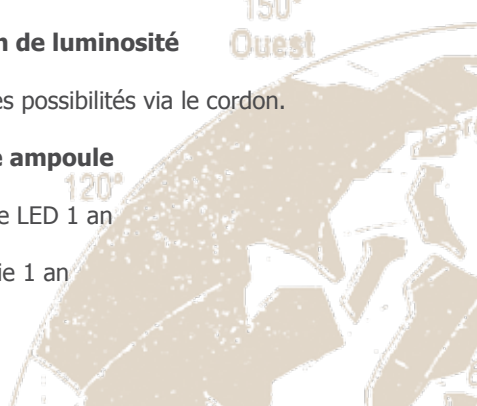 150°
Ouest
n de luminosité
es possibilités via le cordon.
e ampoule
120°
e LED 1 an
ie 1 an